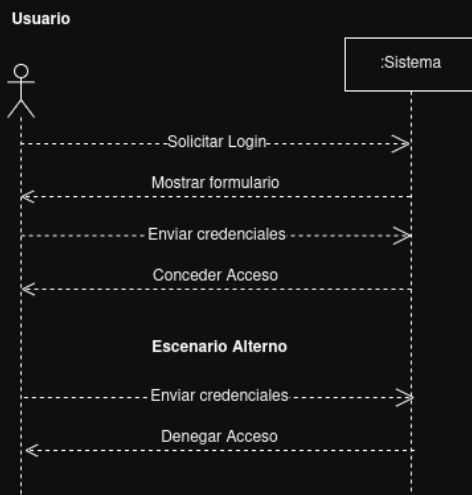 Usuario
:Sistema
Solicitar Login
Mostrar formulario
Enviar credenciales
Conceder Acceso
Escenario Alterno
Enviar credenciales
Denegar Acceso